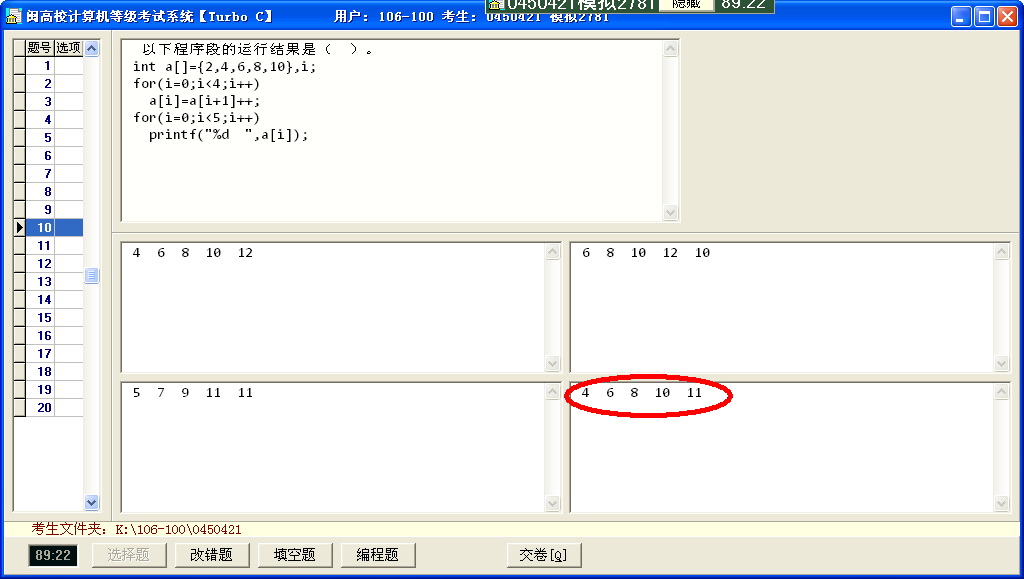 0450421模拟2781 隐藏 89:22
闽高校计算机等级考试系统【Turbo C】 用户: 106-100 考生: 0450421 模拟2781
题号 选项
以下程序段的运行结果是（ ）。
int a[]={2,4,6,8,10},i;
for(i=0;i<4;i++)
a[i]=a[i+1]++;
for(i=0;i<5;i++)
printf("%d  ",a[i]);
1
2
3
4
5
6
7
8
9
10
11
12
13
14
15
16
17
18
19
20
4 6 8 10 12
6 8 10 12 10
5 7 9 11 11
4 6 8 10 11
考生文件夹: K:\106-100\0450421
89:22 选择题 改错题 填空题 编程题 交卷[Q]